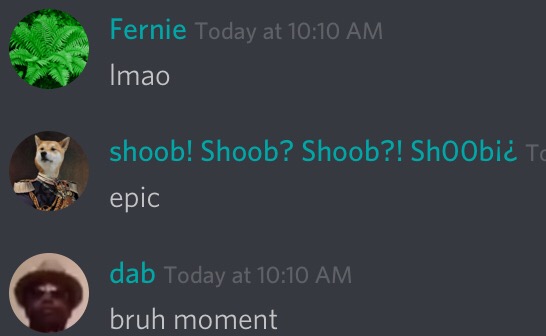 Fernie Today at 10:10 AM
lmao
shoob! Shoob? Shoob?! Sh00bi¿ To
epic
dab Today at 10:10 AM
bruh moment